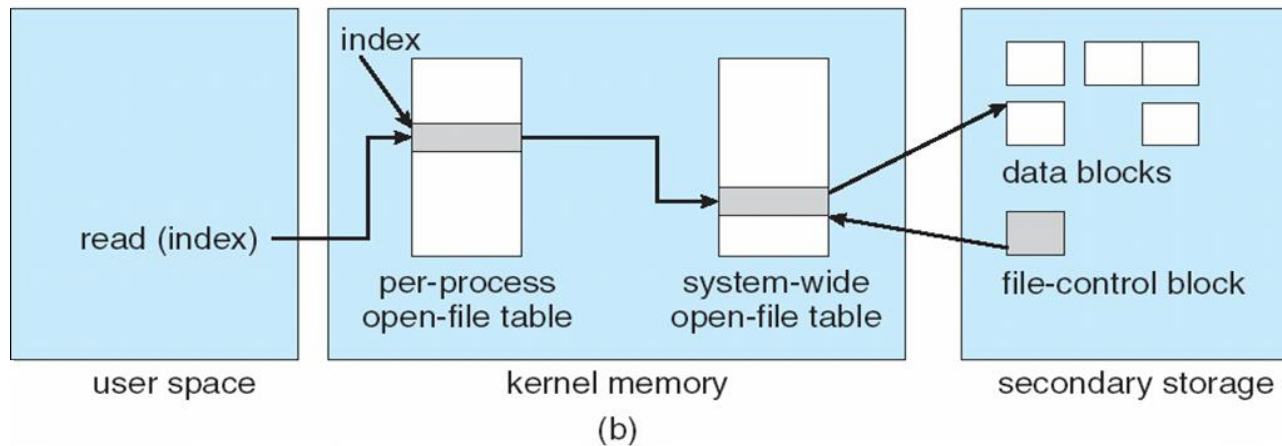 index
read (index)
per-process
open-file table
system-wide
open-file table
data blocks
file-control block
user space
kernel memory
secondary storage
(b)